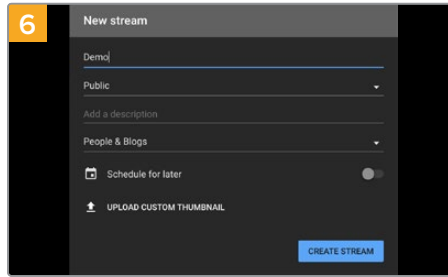 6
New stream
Demo
Public
Add a description
People & Blogs
Schedule for later
UPLOAD CUSTOM THUMBNAIL
CREATE STREAM